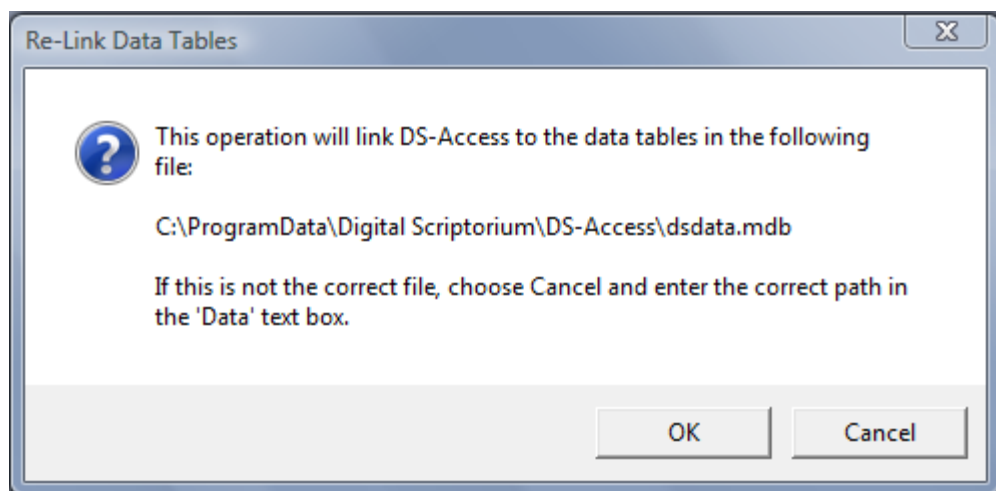 Re-Link Data Tables
This operation will link DS-Access to the data tables in the following
file:
C:\ProgramData\Digital Scriptorium\DS-Access\dsdata.mdb
If this is not the correct file, choose Cancel and enter the correct path in
the 'Data' text box.
OK
Cancel